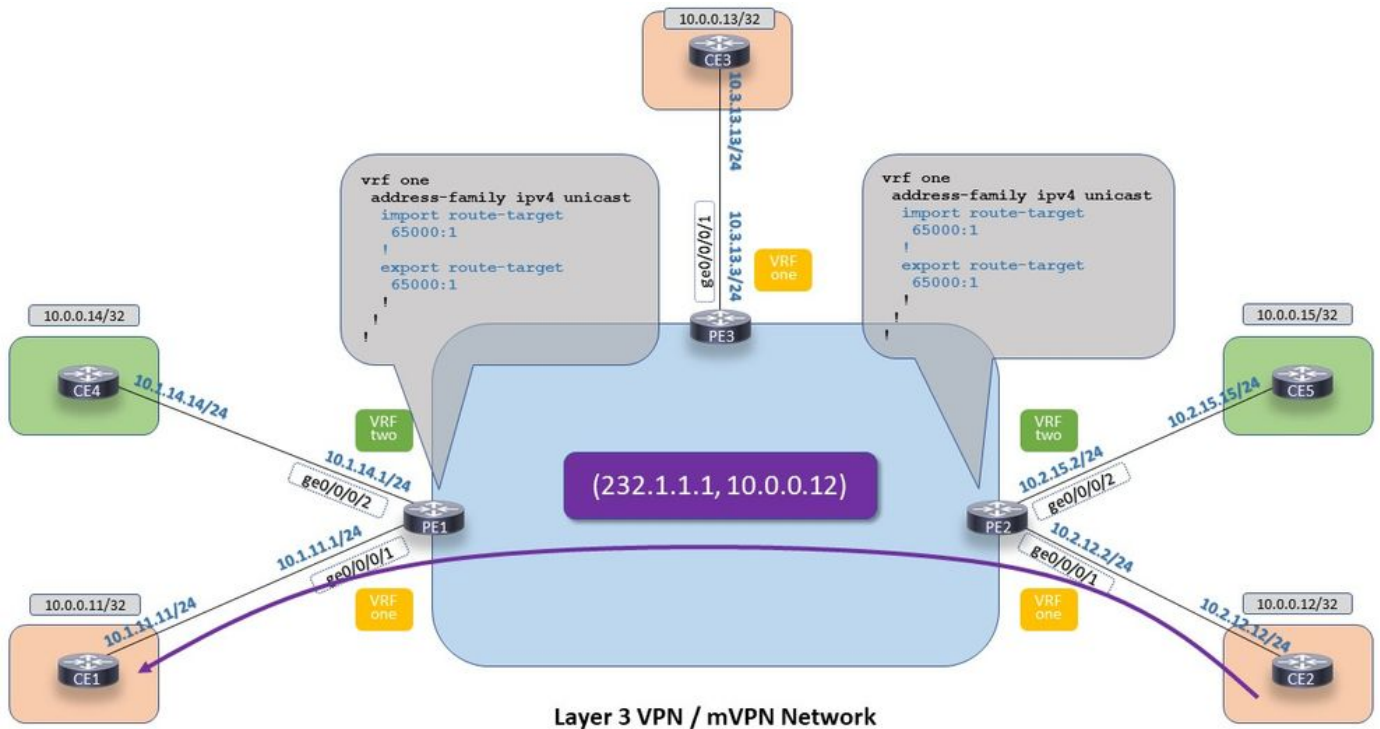 10.0.0.13/32
CE3
10.3.13.13/24
vrf one
address-family ipv4 unicast
import route-target
65000:1
!
export route-target
65000:1
!
!
!
vrf one
address-family ipv4 unicast
import route-target
65000:1
!
export route-target
65000:1
!
!
!
ge0/0/0/1
10.3.13.3/24
VRF
one
PE3
10.0.0.14/32
CE4
10.1.14.14/24
VRF
two
10.1.14.1/24
ge0/0/0/2
10.0.0.15/32
CE5
10.2.15.15/24
VRF
two
10.2.15.2/24
ge0/0/0/2
(232.1.1.1, 10.0.0.12)
PE1
PE2
10.1.11.1/24
ge0/0/0/1
VRF
one
10.0.0.11/32
10.1.11.11/24
CE1
10.2.12.2/24
ge0/0/0/1
VRF
one
10.0.0.12/32
10.2.12.12/24
CE2
Layer 3 VPN / mVPN Network